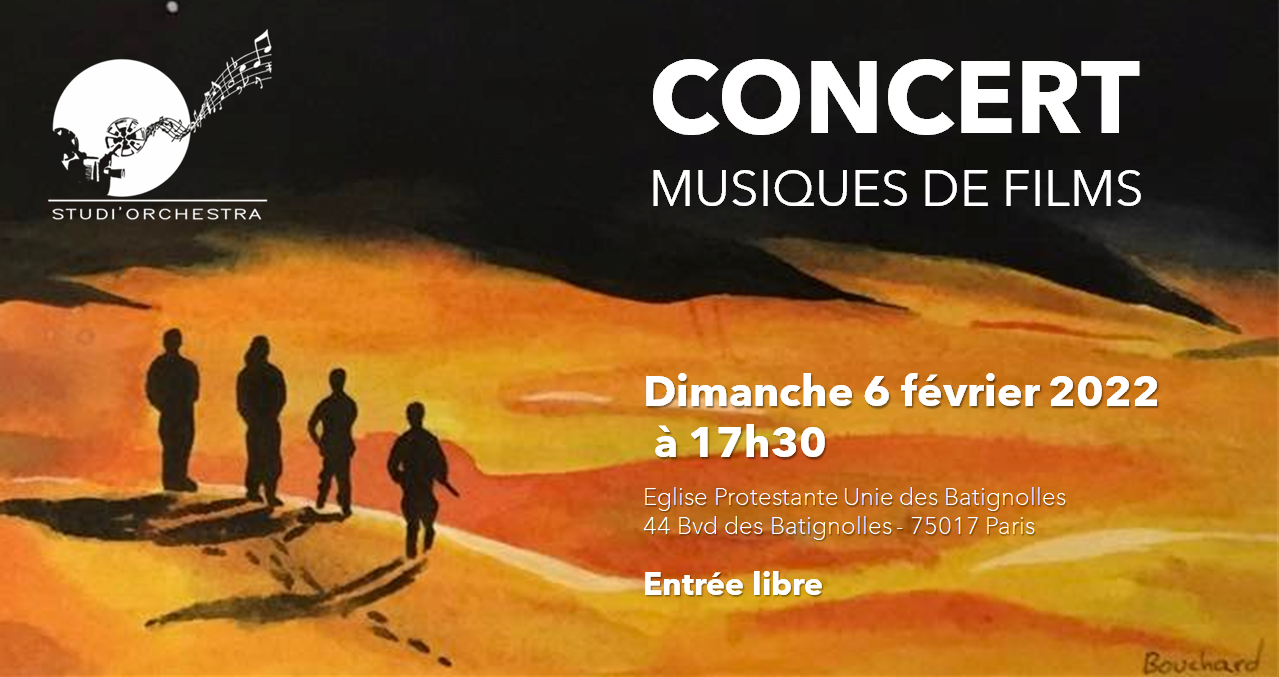 STUDI'ORCHESTRA
CONCERT
MUSIQUES DE FILMS
Dimanche 6 février 2022
à 17h30
Eglise Protestante Unie des Batignolles
44 Bvd des Batignolles - 75017 Paris
Entrée libre
Bouchard